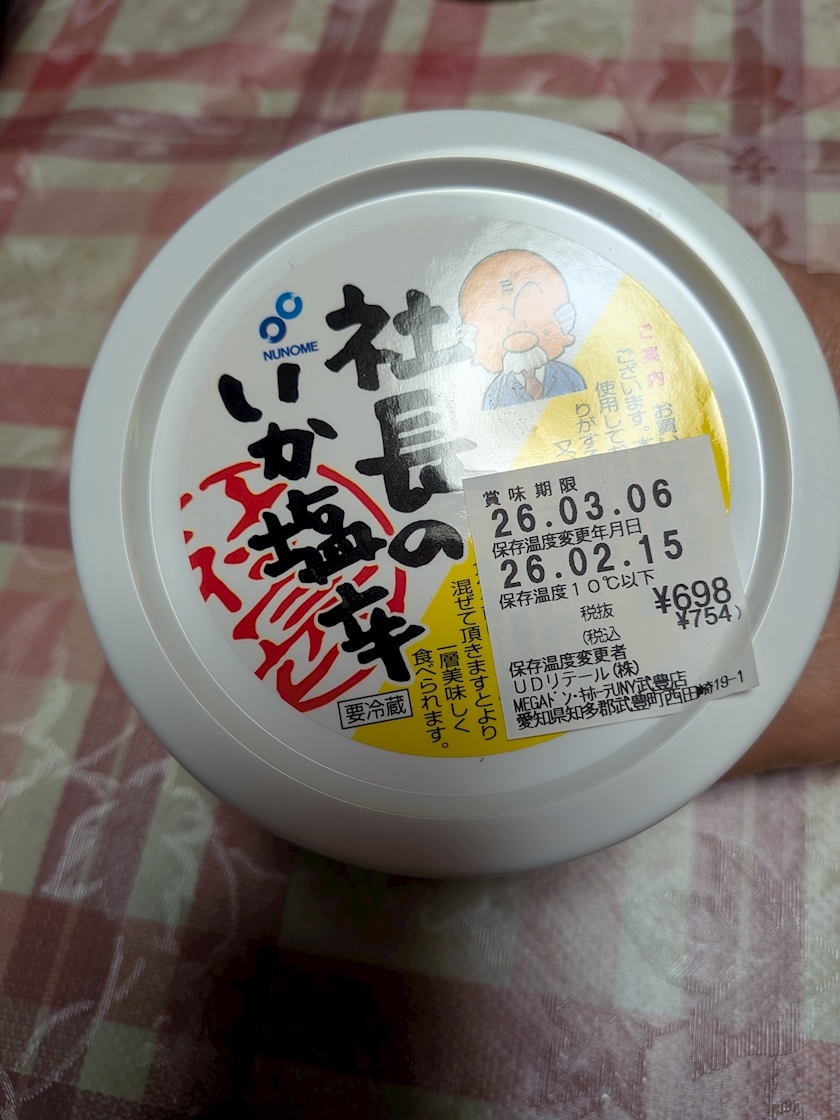 NUNOME
社長の
いか塩辛
要冷蔵
ご案内
お買い
ございます。
使用して
りがす
又
混ぜて頂きますとより
一層美味しく
食べられます。
賞味期限
26.03.06
保存温度変更年月日
26.02.15
保存温度10℃以下
税抜 ¥698
(税込 ¥754)
保存温度変更者
UDリテール(株)
MEGAドン・キホーテUNY武豊店
愛知県知多郡武豊町西田崎19-1